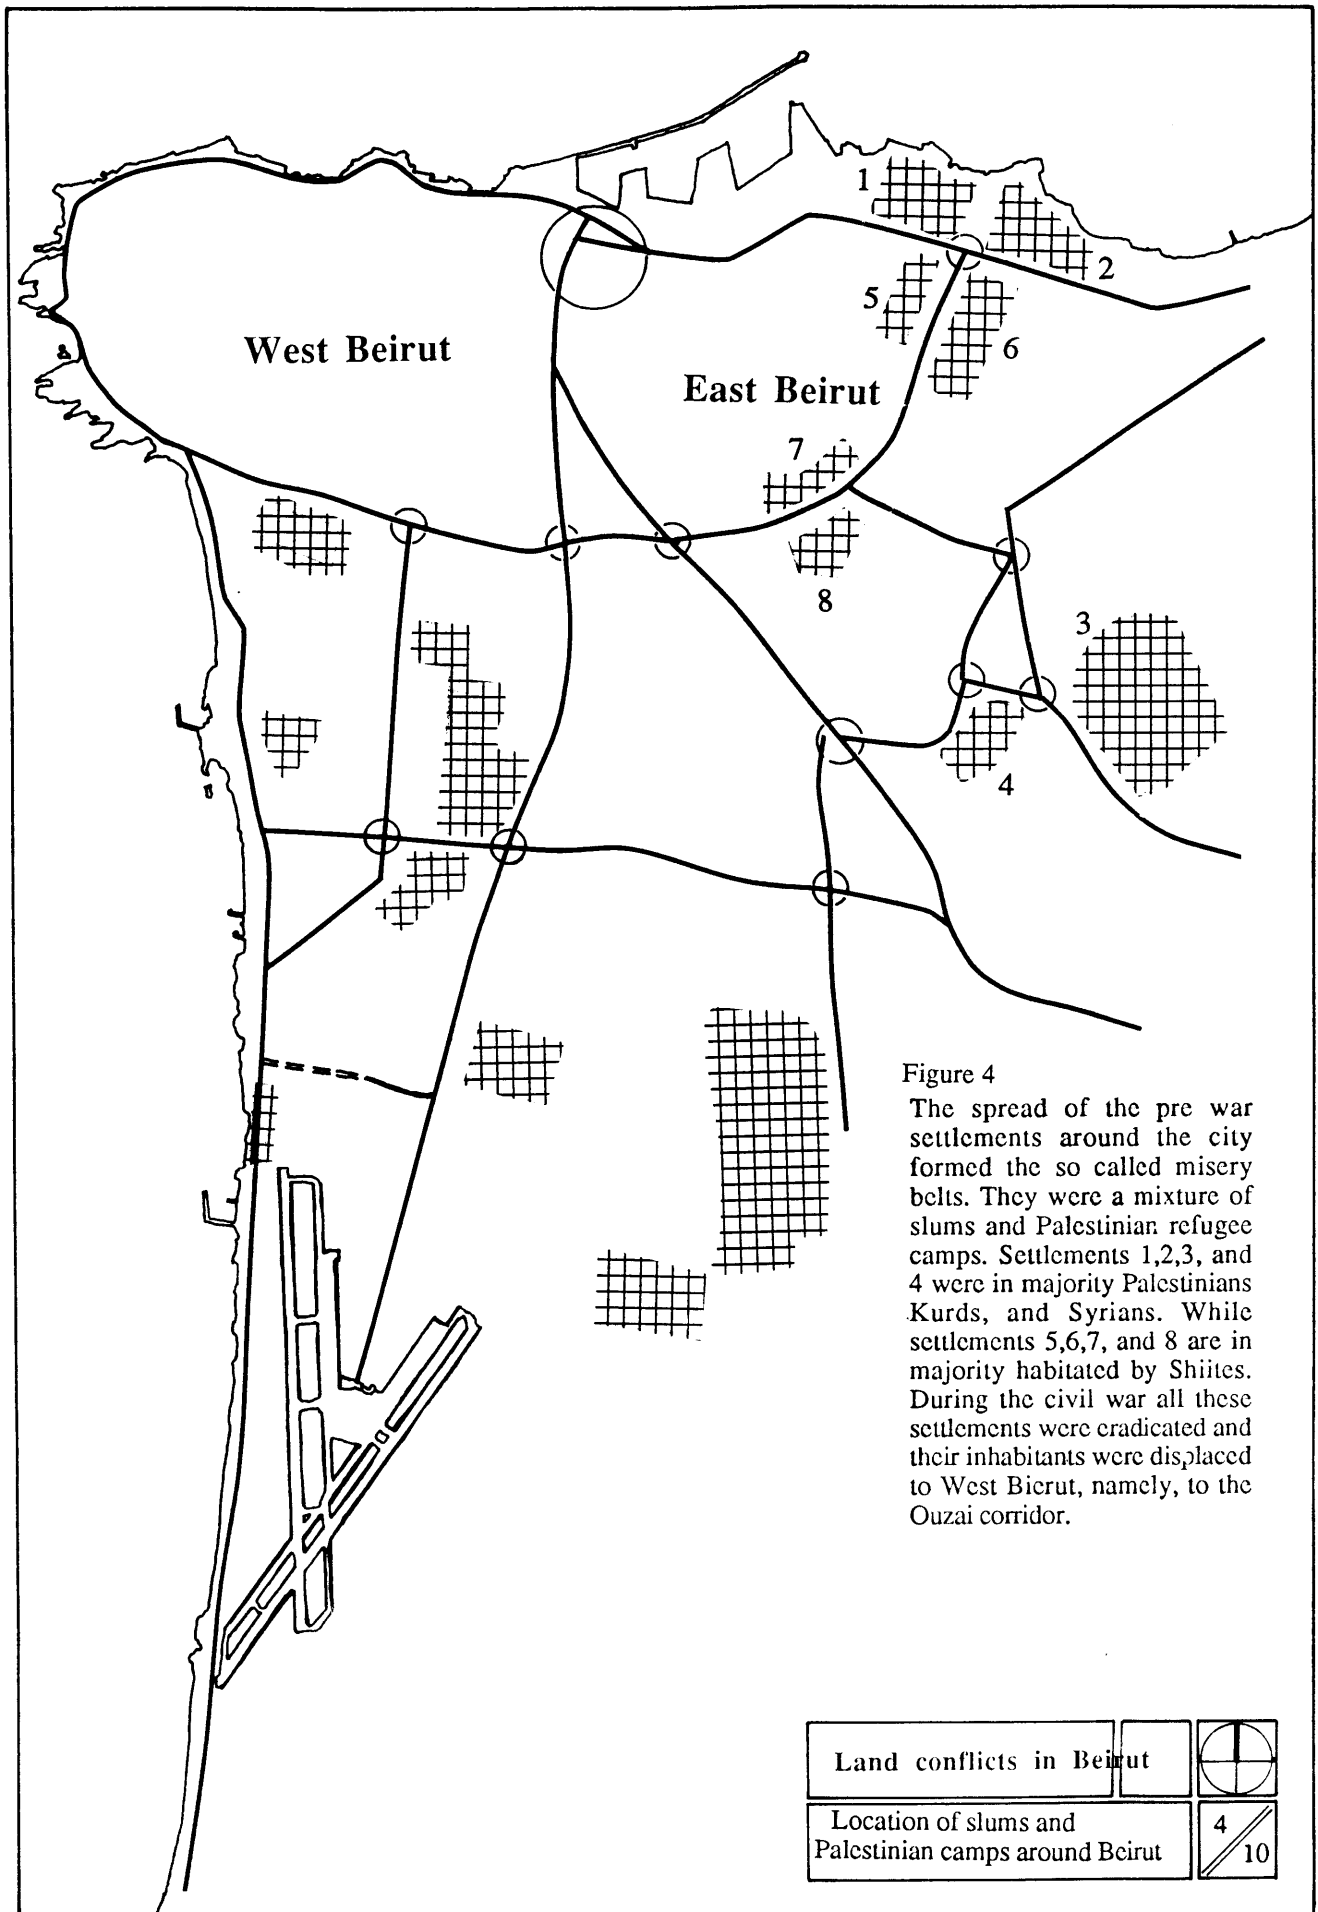 1
2
5
6
West Beirut
East Beirut
7
8
3
4
Figure 4
The spread of the pre war
settlements around the city
formed the so called misery
belts. They were a mixture of
slums and Palestinian refugee
camps. Settlements 1,2,3, and
4 were in majority Palestinians
Kurds, and Syrians. While
settlements 5,6,7, and 8 are in
majority habitated by Shiites.
During the civil war all these
settlements were eradicated and
their inhabitants were displaced
to West Bierut, namely, to the
Ouzai corridor.
Land conflicts in Beirut
Location of slums and
Palestinian camps around Beirut
4
10